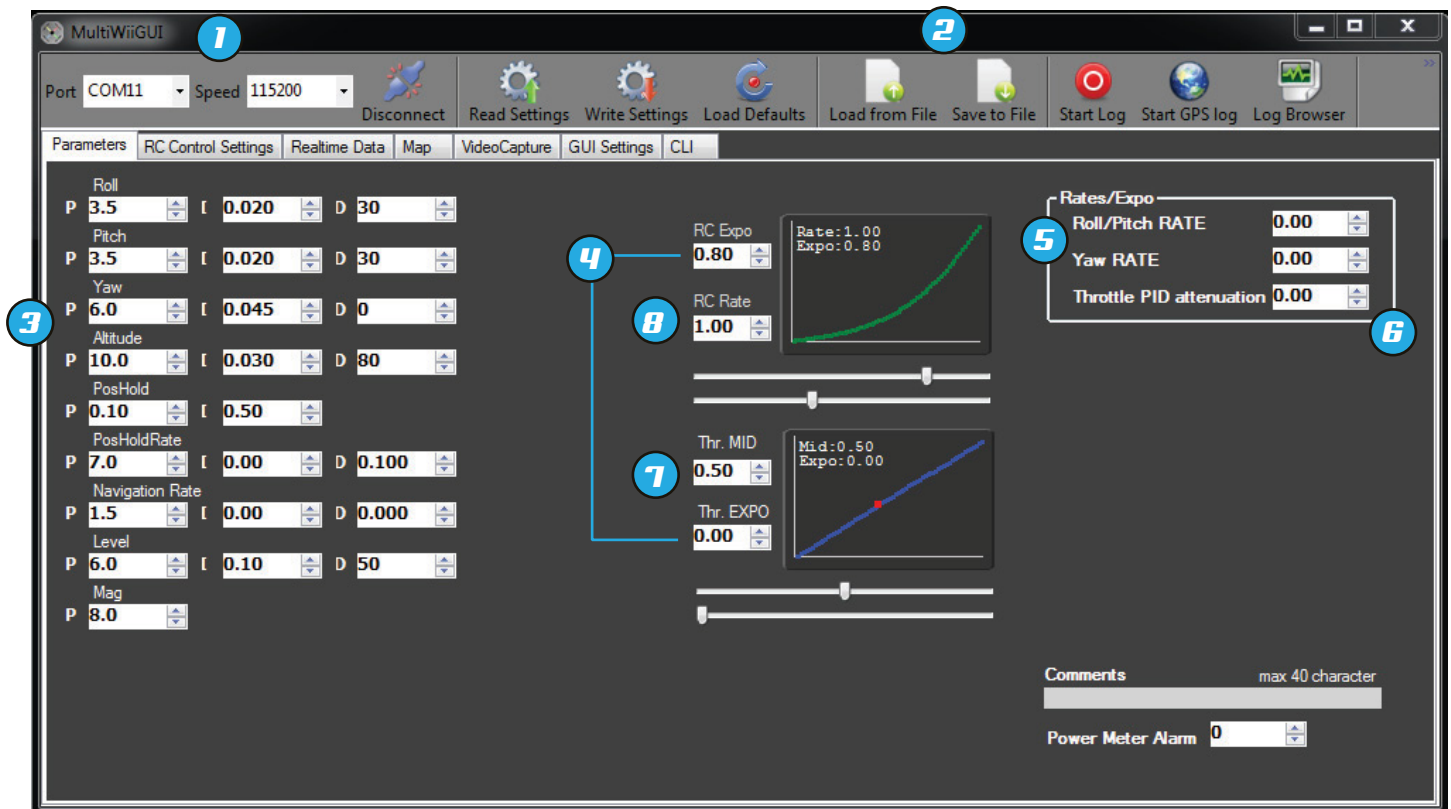 MultiWiiGUI
1
2
Port COM11 Speed 115200 Disconnect Read Settings Write Settings Load Defaults Load from File Save to File Start Log Start GPS log Log Browser
Parameters RC Control Settings Realtime Data Map VideoCapture GUI Settings CLI
Roll
P 3.5 I 0.020 D 30
Pitch
P 3.5 I 0.020 D 30
Yaw
3
P 6.0 I 0.045 D 0
Altitude
P 10.0 I 0.030 D 80
PosHold
P 0.10 I 0.50
PosHoldRate
P 7.0 I 0.00 D 0.100
Navigation Rate
P 1.5 I 0.00 D 0.000
Level
P 6.0 I 0.10 D 50
Mag
P 8.0
4
RC Expo
0.80
8
RC Rate
1.00
Rate:1.00
Expo:0.80
7
Thr. MID
0.50
Thr. EXPO
0.00
Mid:0.50
Expo:0.00
Rates/Expo
5
Roll/Pitch RATE 0.00
Yaw RATE 0.00
Throttle PID attenuation 0.00
6
Comments max 40 character
Power Meter Alarm 0